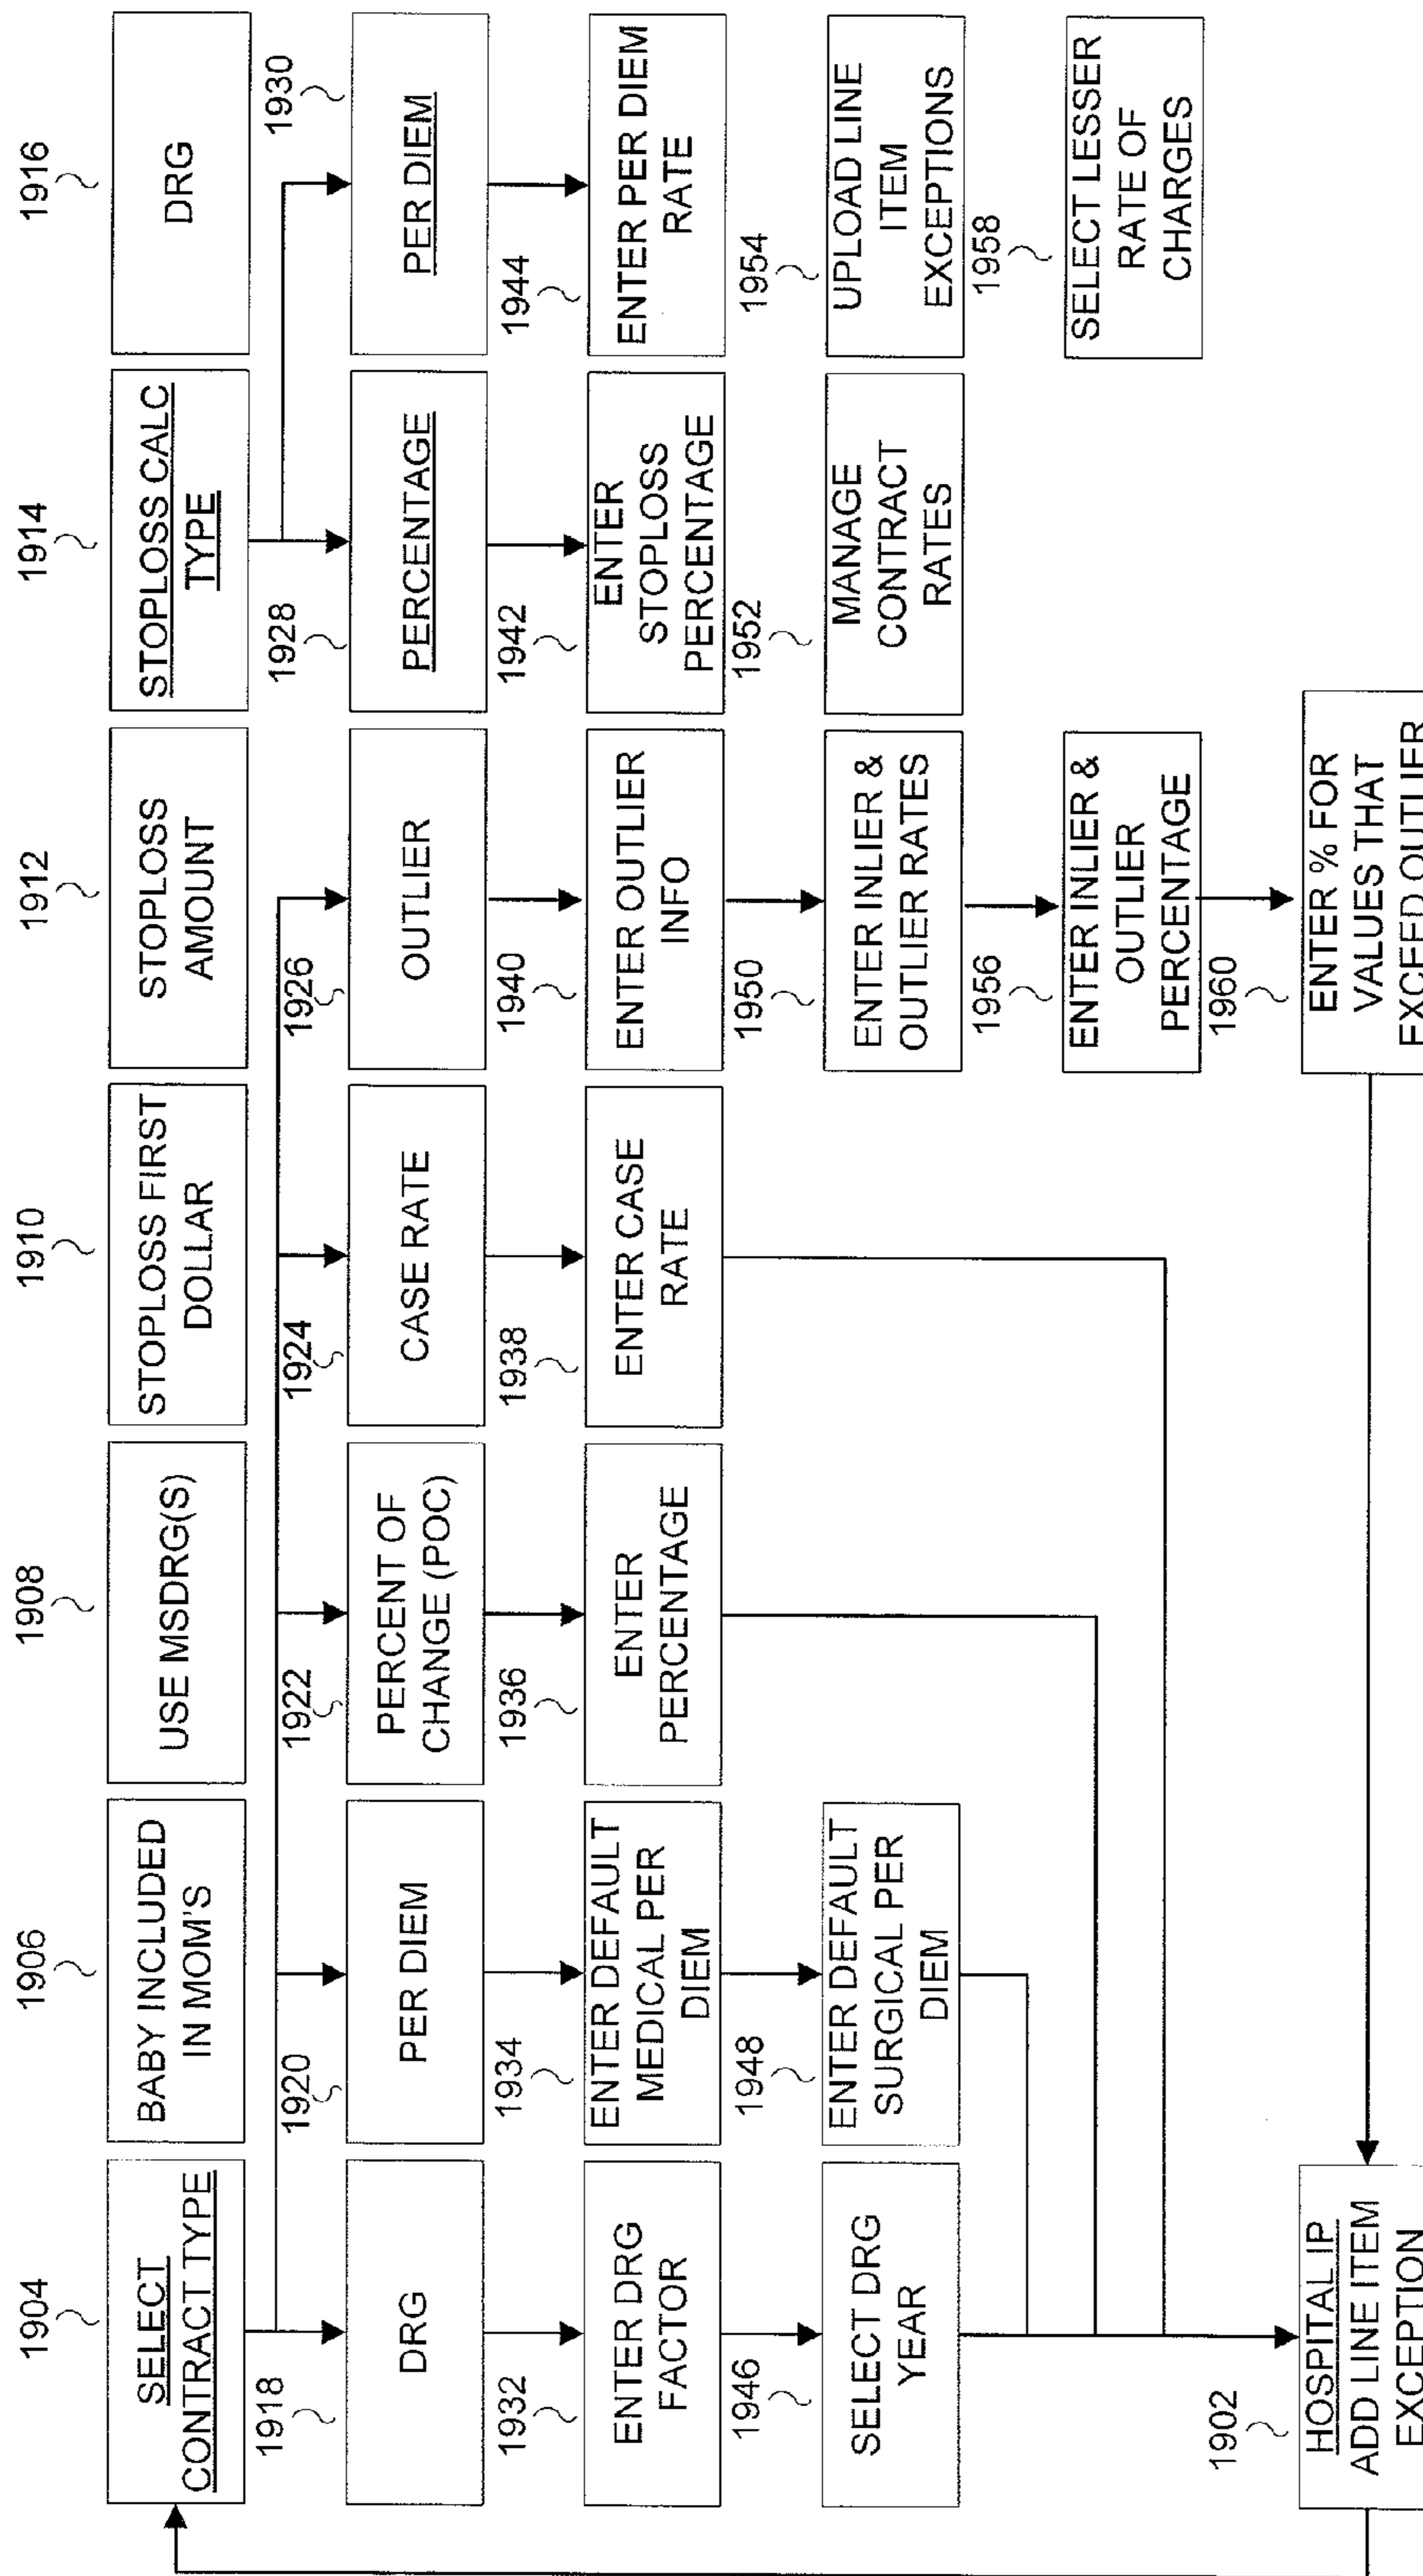 1904
1906
1908
1910
1912
1914
1916
SELECT
CONTRACT TYPE
BABY INCLUDED
IN MOM'S
USE MSDRG(S)
STOPLOSS FIRST
DOLLAR
STOPLOSS
AMOUNT
STOPLOSS CALC
TYPE
DRG
1918
1920
1922
1924
1926
1928
1930
DRG
PER DIEM
PERCENT OF
CHANGE (POC)
CASE RATE
OUTLIER
PERCENTAGE
PER DIEM
1932
1934
1936
1938
1940
1942
1944
ENTER DRG
FACTOR
ENTER DEFAULT
MEDICAL PER
DIEM
ENTER
PERCENTAGE
ENTER CASE
RATE
ENTER OUTLIER
INFO
ENTER
STOPLOSS
PERCENTAGE
ENTER PER DIEM
RATE
1946
1948
1950
1952
1954
SELECT DRG
YEAR
ENTER DEFAULT
SURGICAL PER
DIEM
ENTER INLIER &
OUTLIER RATES
MANAGE
CONTRACT
RATES
UPLOAD LINE
ITEM
EXCEPTIONS
1956
1958
ENTER INLIER &
OUTLIER
PERCENTAGE
SELECT LESSER
RATE OF
CHARGES
1902
1960
HOSPITAL IP
ADD LINE ITEM
EXCEPTION
ENTER % FOR
VALUES THAT
EXCEED OUTLIER